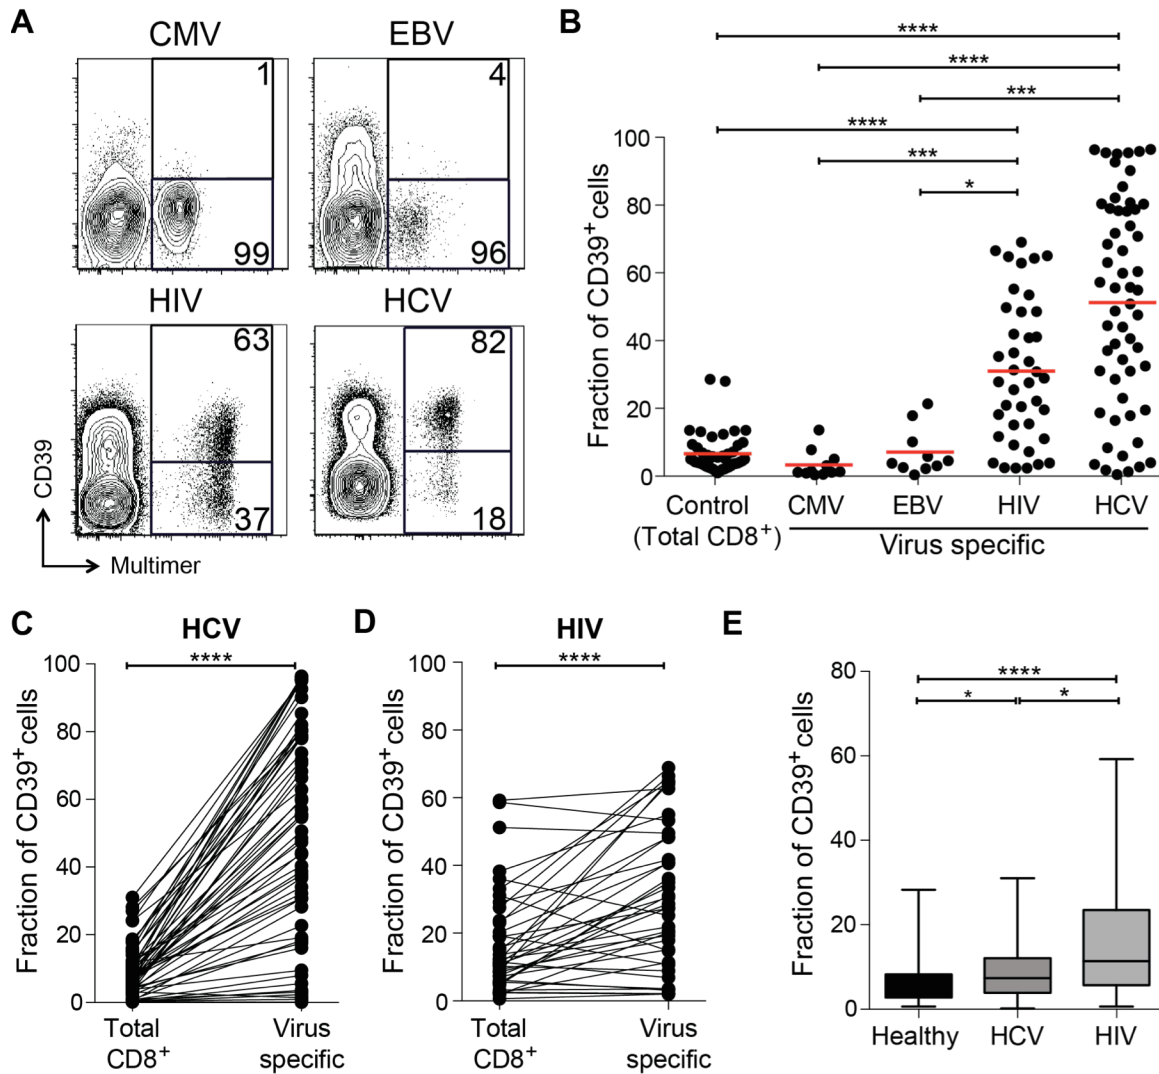 A
CMV
1
99
EBV
4
96
HIV
63
37
HCV
82
18
CD39
Multimer
B
****
****
***
****
***
*
Fraction of CD39⁺ cells
100
80
60
40
20
0
Control
(Total CD8⁺)
CMV
EBV
HIV
HCV
Virus specific
C
HCV
****
Fraction of CD39⁺ cells
100
80
60
40
20
0
Total
CD8⁺
Virus
specific
D
HIV
****
Fraction of CD39⁺ cells
100
80
60
40
20
0
Total
CD8⁺
Virus
specific
E
****
*
*
Fraction of CD39⁺ cells
80
60
40
20
0
Healthy
HCV
HIV